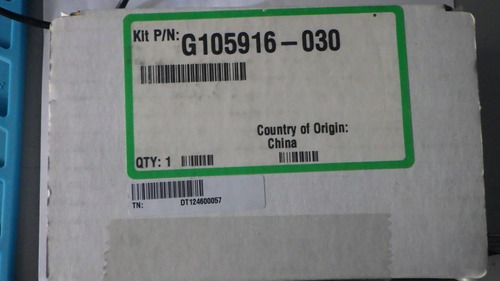 Kit P/N: G105916-030
Country of Origin:
China
QTY: 1
TN: DT124600057